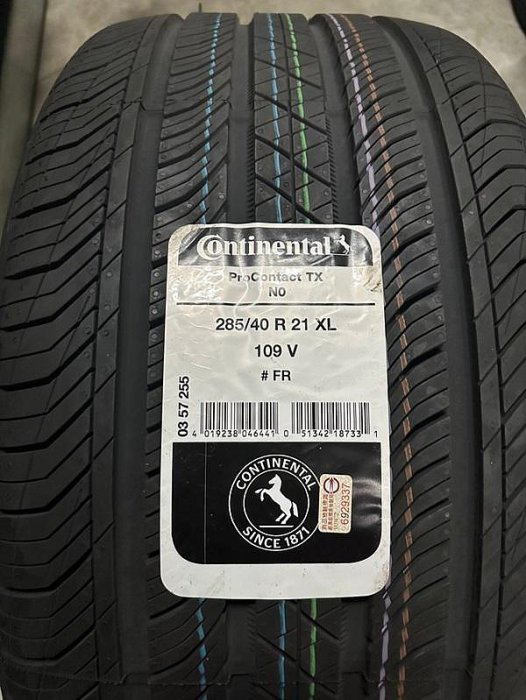 Continental
ProContact TX
N0
285/40 R 21 XL
109 V
# FR
03 57 255
4 019238 046441 0 51342 18733 1
CONTINENTAL
SINCE 1871
26929337